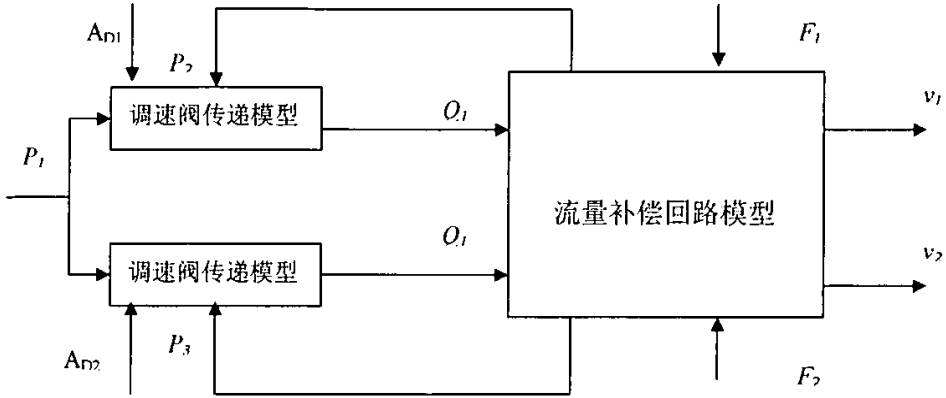 A_D1
P_2
F_1
调速阀传递模型
Q_1
v_1
P_1
流量补偿回路模型
Q_1
调速阀传递模型
v_2
P_3
A_D2
F_2